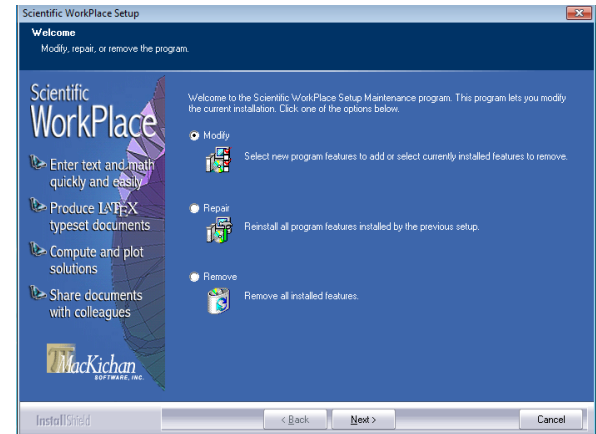 Scientific WorkPlace Setup
Welcome
Modify, repair, or remove the program.
Scientific
WorkPlace
Enter text and math
quickly and easily
Produce LATEX
typeset documents
Compute and plot
solutions
Share documents
with colleagues
MacKichan
SOFTWARE, INC.
Welcome to the Scientific WorkPlace Setup Maintenance program. This program lets you modify
the current installation. Click one of the options below.
Modify
Select new program features to add or select currently installed features to remove.
Repair
Reinstall all program features installed by the previous setup.
Remove
Remove all installed features.
InstallShield
< Back
Next >
Cancel